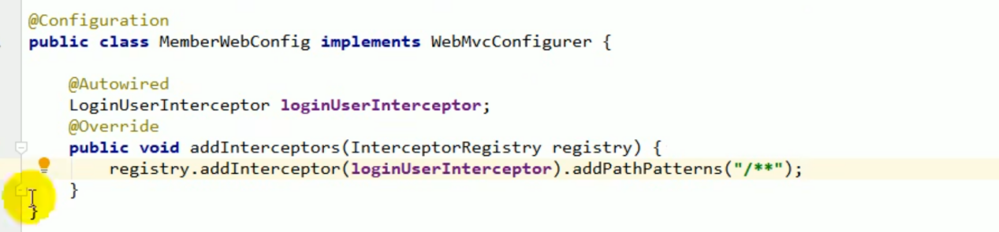 @Configuration
public class MemberWebConfig implements WebMvcConfigurer {
@Autowired
LoginUserInterceptor loginUserInterceptor;
@Override
public void addInterceptors(InterceptorRegistry registry) {
registry.addInterceptor(loginUserInterceptor).addPathPatterns("/**");
}
}